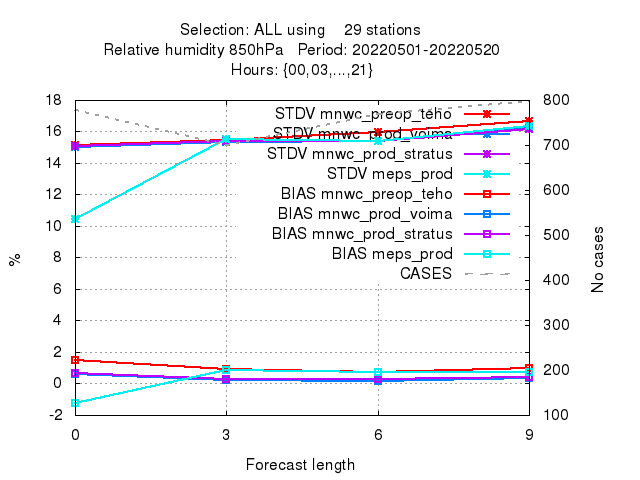 Selection: ALL using 29 stations
Relative humidity 850hPa Period: 20220501-20220520
Hours: {00,03,...,21}
18 800
STDV mnwc_preop_teho
16 STDV mnwc_prod_voima 700
14 STDV mnwc_prod_stratus
STDV meps_prod
12 BIAS mnwc_preop_teho 600
BIAS mnwc_prod_voima
10 BIAS mnwc_prod_stratus 500
BIAS meps_prod
8 CASES
% No cases
6 400
4 300
2 200
0
-2 100
0 3 6 9
Forecast length